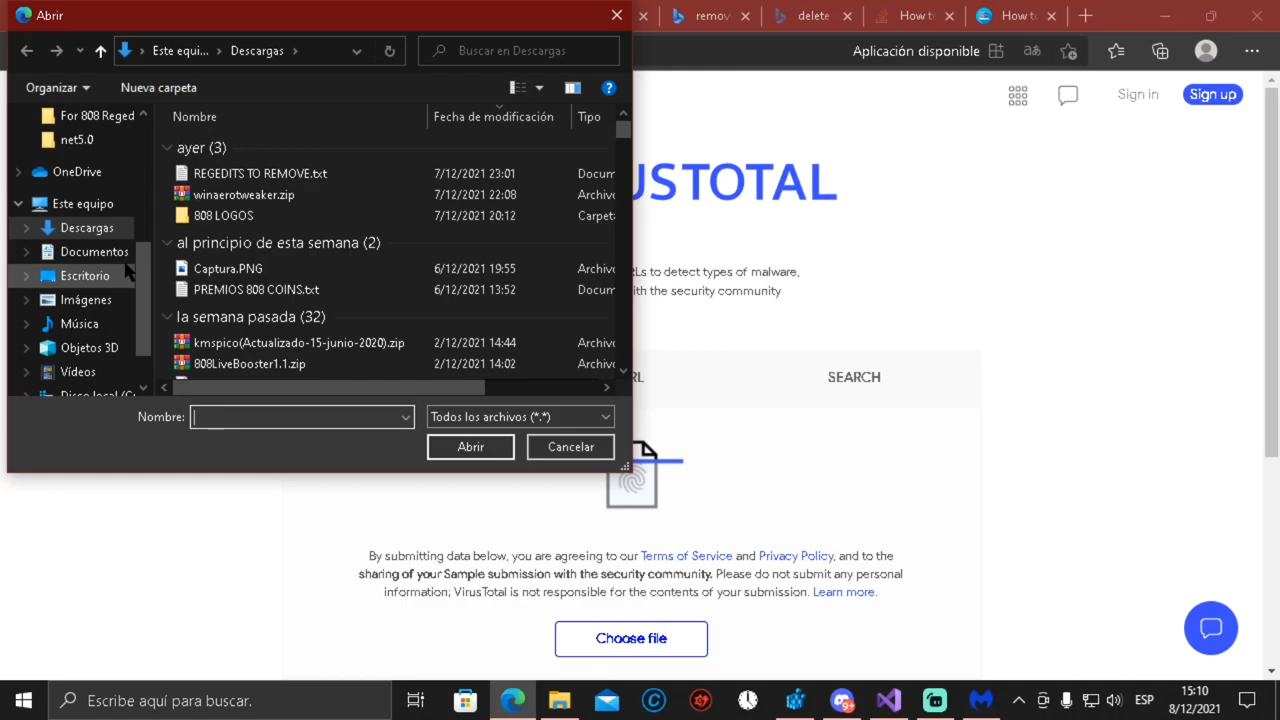 Abrir
remov
delete
How to
How to
Este equi...
Descargas
Buscar en Descargas
Aplicación disponible
Organizar
Nueva carpeta
Sign in
Sign up
For 808 Reged
net5.0
OneDrive
Este equipo
Descargas
Documentos
Escritorio
Imágenes
Música
Objetos 3D
Vídeos
Nombre
Fecha de modificación
Tipo
ayer (3)
REGEDITS TO REMOVE.txt
7/12/2021 23:01
Docum
winaerotweaker.zip
7/12/2021 22:08
Archivo
808 LOGOS
7/12/2021 20:12
Carpeta
al principio de esta semana (2)
Captura.PNG
6/12/2021 19:55
Archivo
PREMIOS 808 COINS.txt
6/12/2021 13:52
Docum
la semana pasada (32)
kmspico(Actualizado-15-junio-2020).zip
2/12/2021 14:44
Archivo
808LiveBooster1.1.zip
2/12/2021 14:02
Archivo
Nombre:
Todos los archivos (*.*)
Abrir
Cancelar
USTOTAL
RLs to detect types of malware,
ith the security community
RL
SEARCH
By submitting data below, you are agreeing to our Terms of Service and Privacy Policy, and to the
sharing of your Sample submission with the security community. Please do not submit any personal
information; VirusTotal is not responsible for the contents of your submission. Learn more.
Choose file
Escribe aquí para buscar.
9+
ESP
15:10
8/12/2021